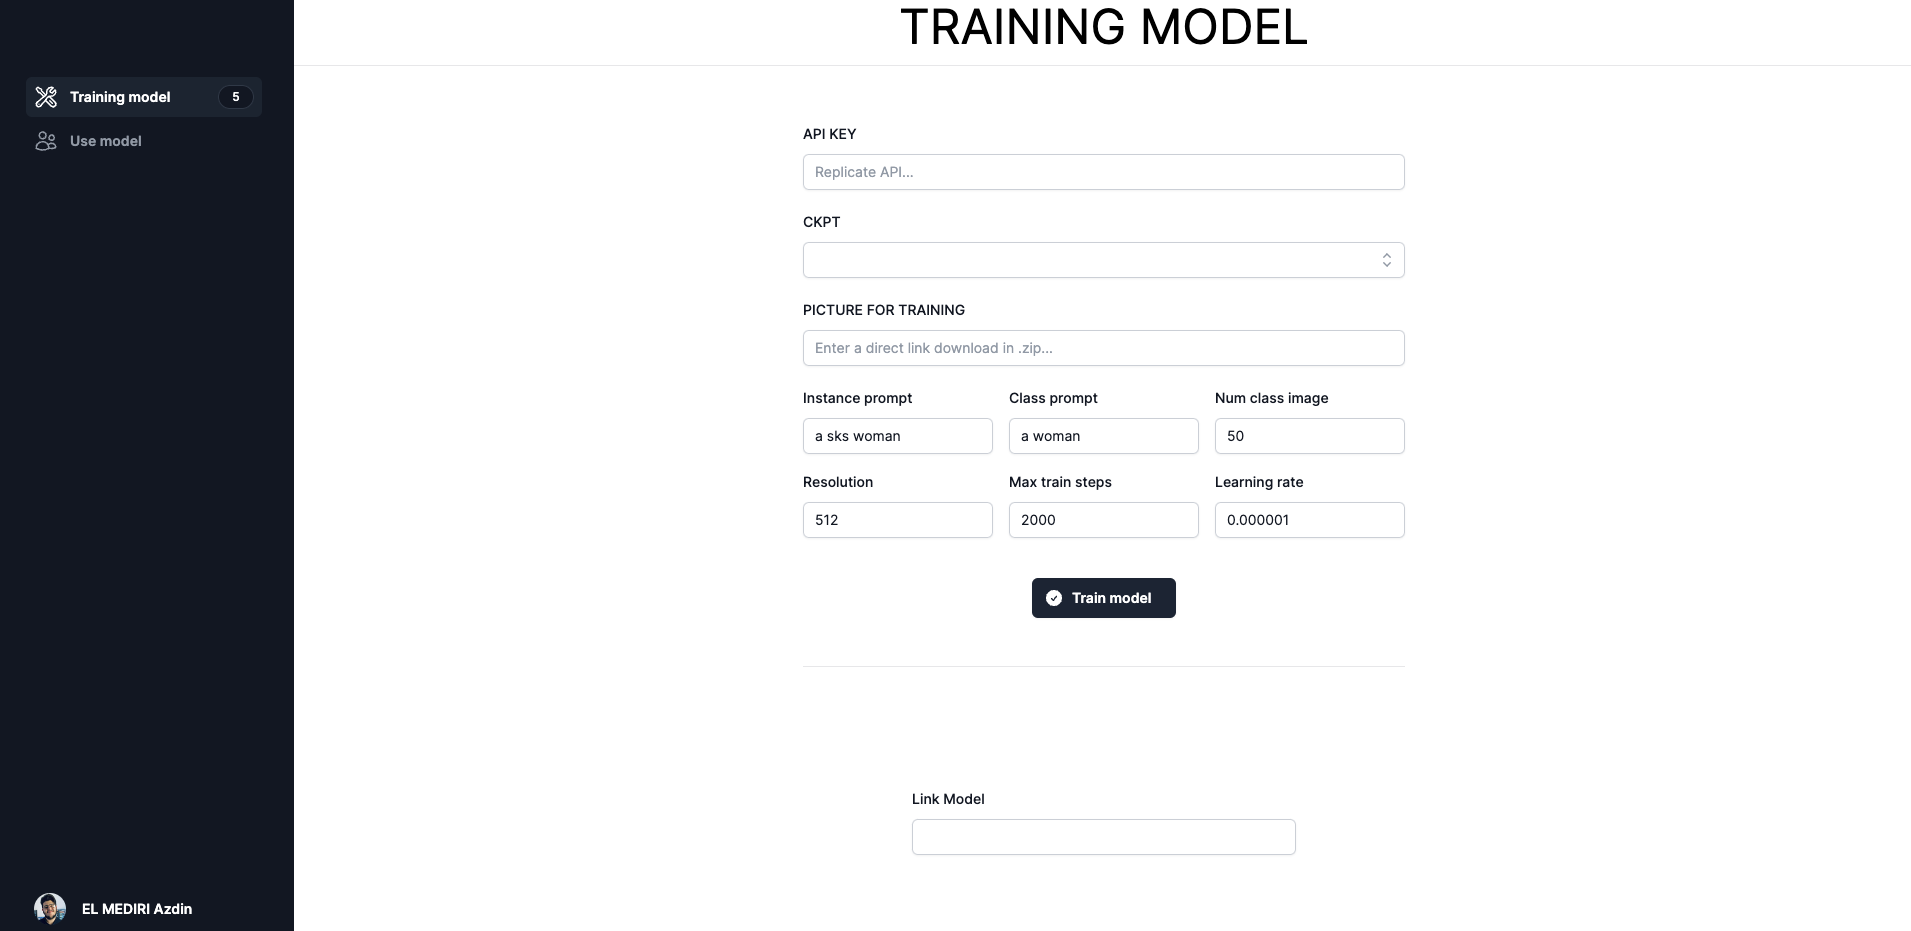 TRAINING MODEL
Training model 5
Use model
API KEY
Replicate API...
CKPT
PICTURE FOR TRAINING
Enter a direct link download in .zip...
Instance prompt Class prompt Num class image
a sks woman a woman 50
Resolution Max train steps Learning rate
512 2000 0.000001
Train model
Link Model
EL MEDIRI Azdin